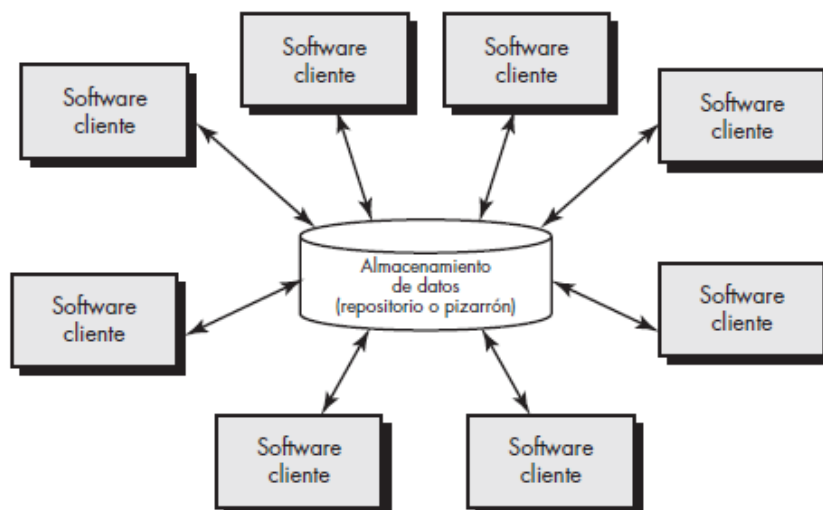 Software
cliente
Software
cliente
Software
cliente
Software
cliente
Almacenamiento
de datos
(repositorio o pizarrón)
Software
cliente
Software
cliente
Software
cliente
Software
cliente